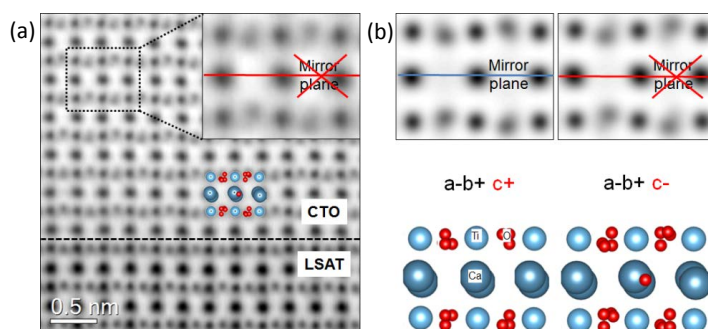 (a)
Mirror
plane
CTO
LSAT
0.5 nm
(b)
Mirror
plane
Mirror
plane
a-b+ c+
a-b+ c-
Ti
O
Ca